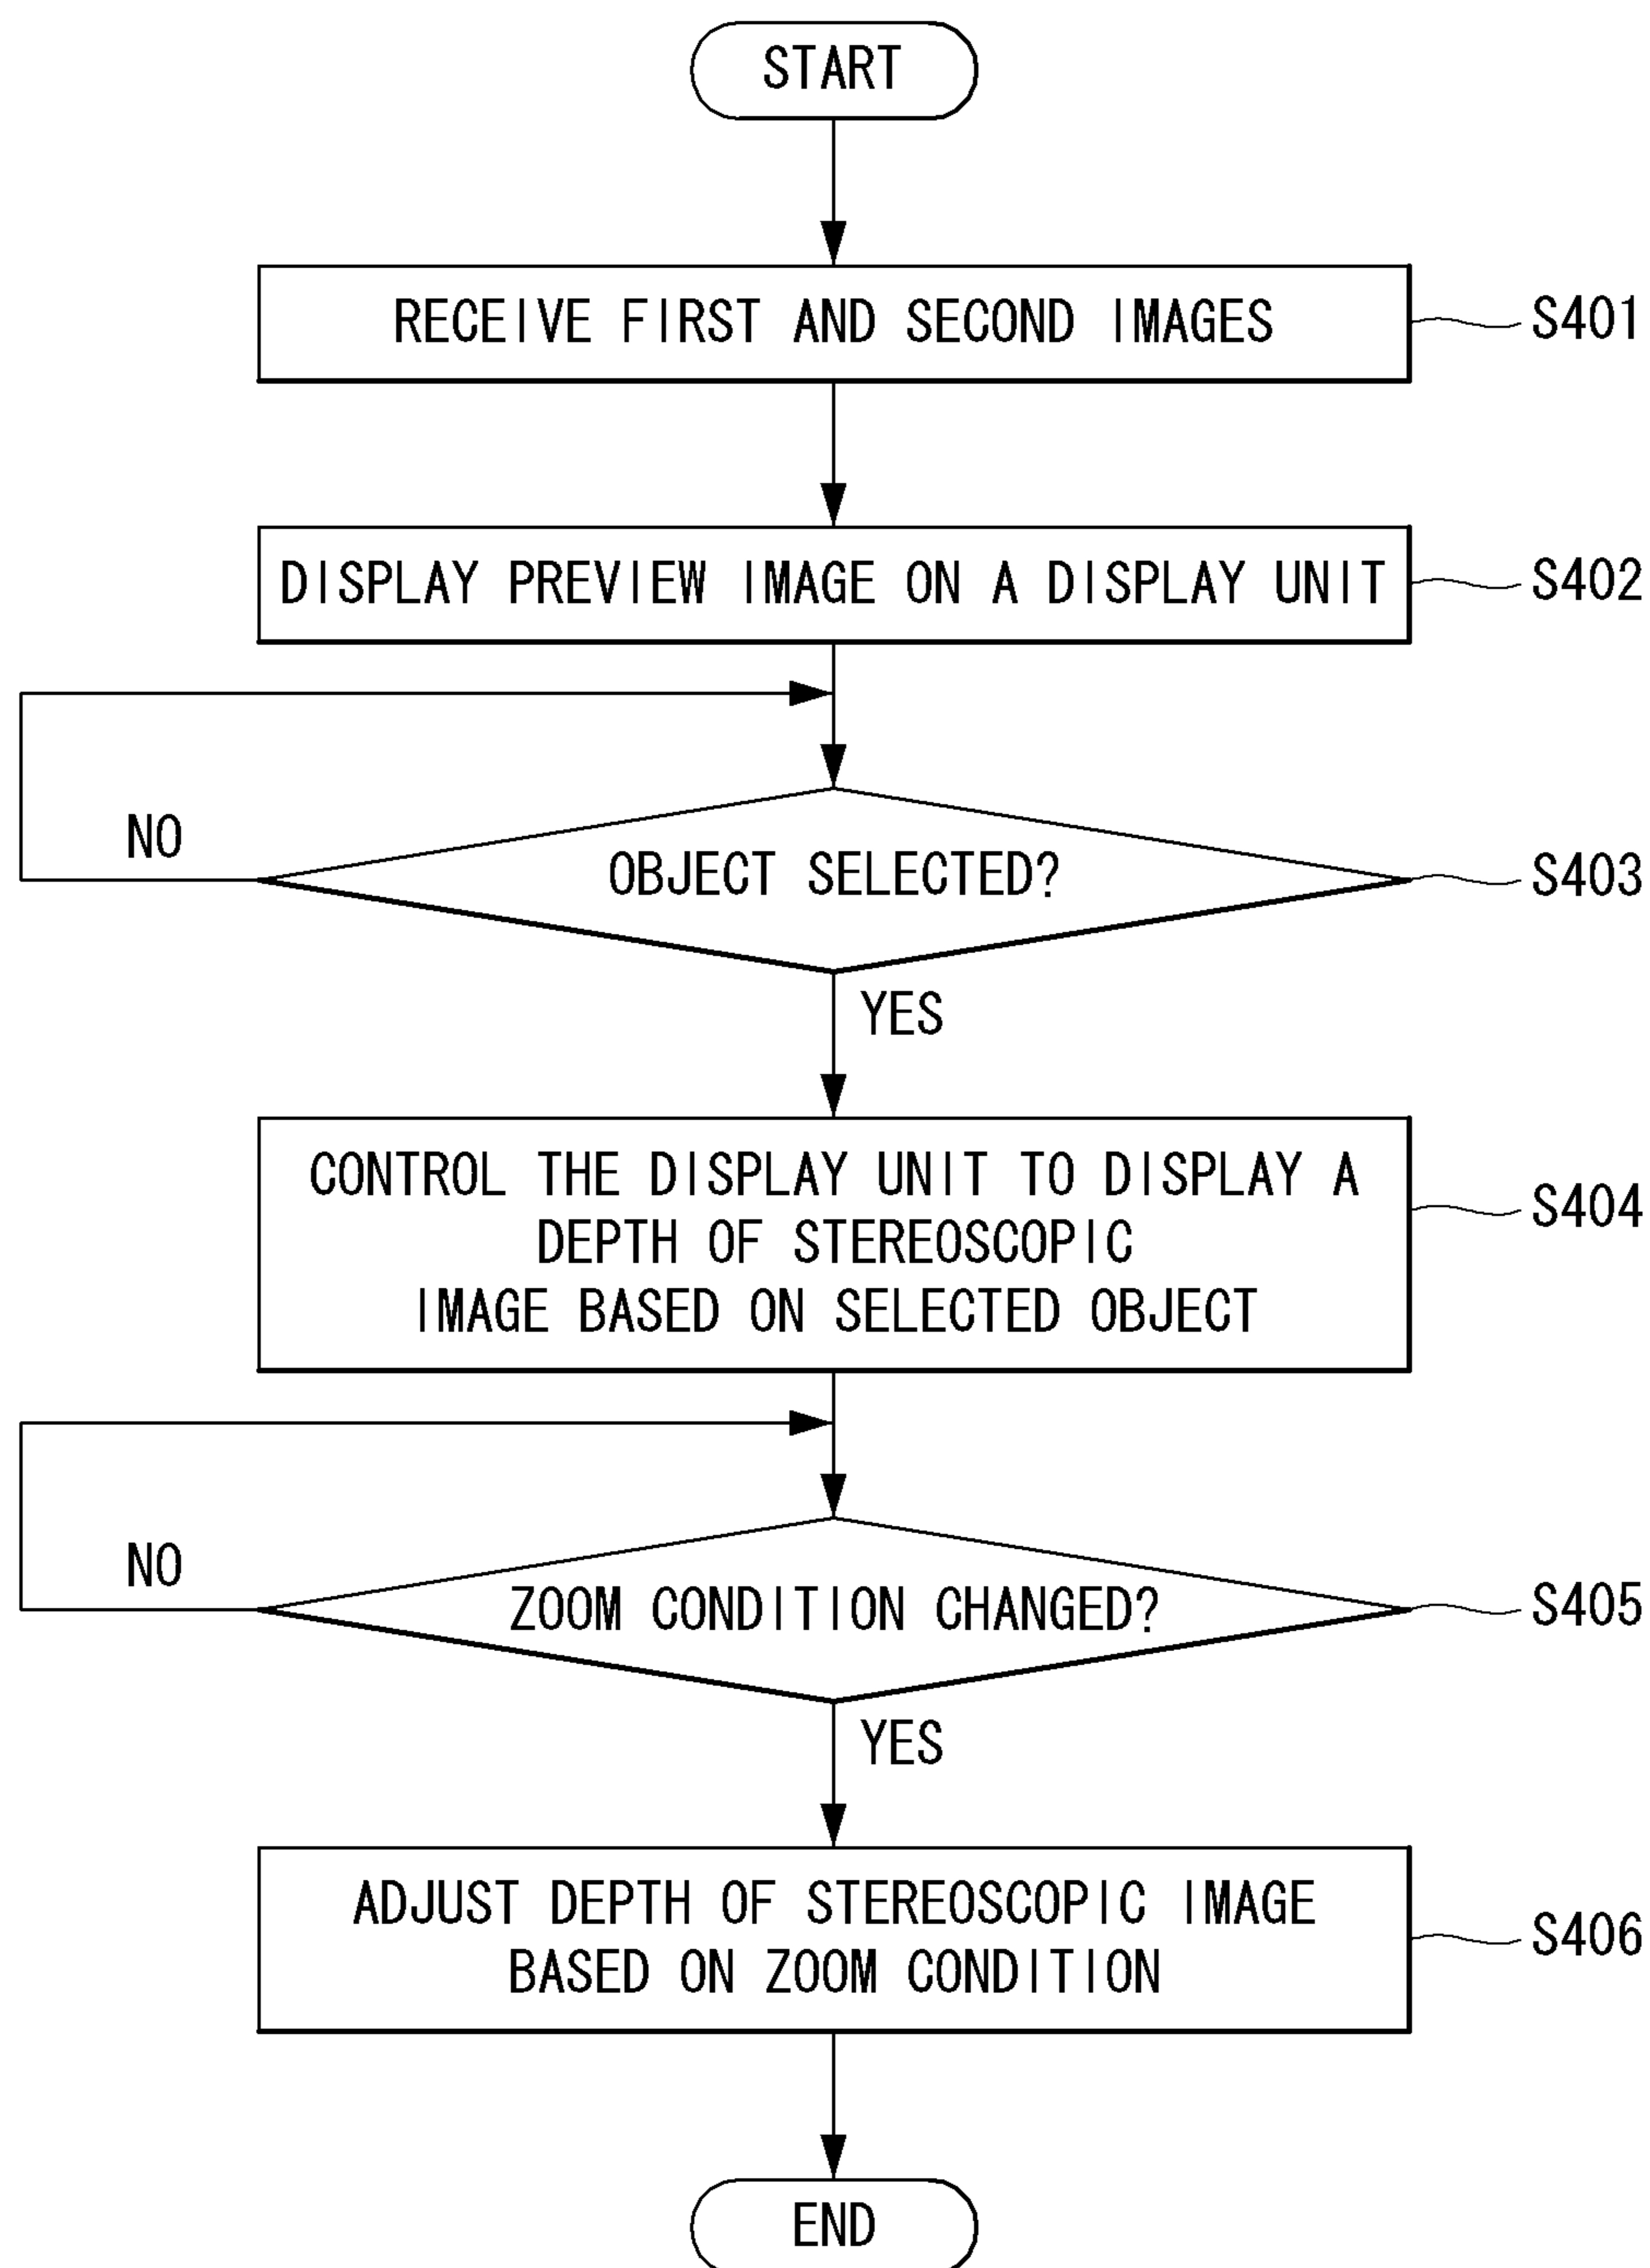 START
RECEIVE FIRST AND SECOND IMAGES
S401
DISPLAY PREVIEW IMAGE ON A DISPLAY UNIT
S402
NO
OBJECT SELECTED?
S403
YES
CONTROL THE DISPLAY UNIT TO DISPLAY A
DEPTH OF STEREOSCOPIC
IMAGE BASED ON SELECTED OBJECT
S404
NO
ZOOM CONDITION CHANGED?
S405
YES
ADJUST DEPTH OF STEREOSCOPIC IMAGE
BASED ON ZOOM CONDITION
S406
END